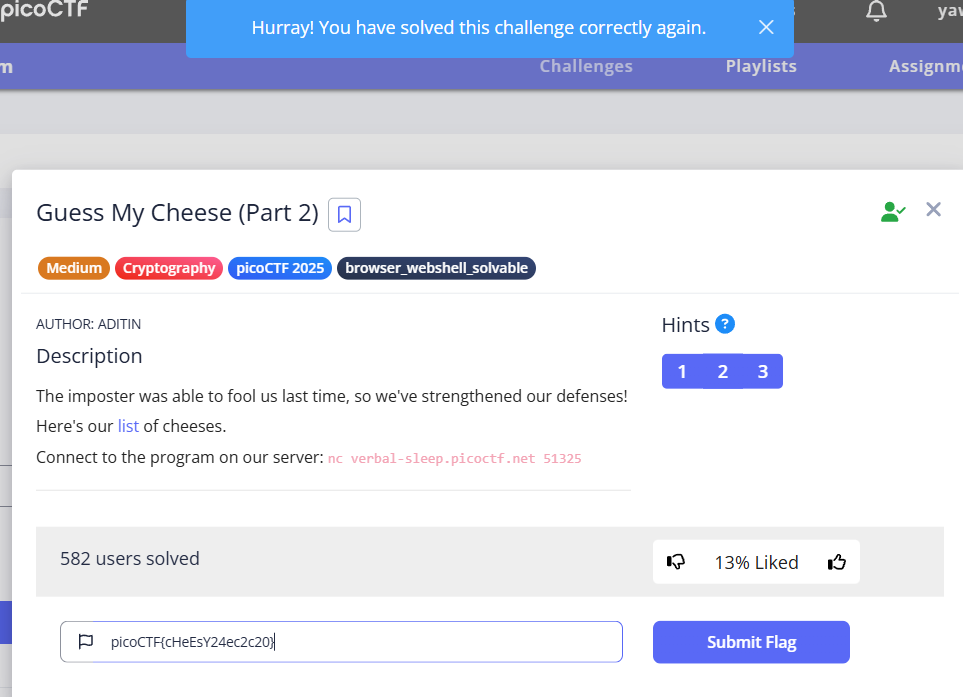 picoCTF
Hurray! You have solved this challenge correctly again.
Challenges Playlists
Guess My Cheese (Part 2)
Medium Cryptography picoCTF 2025 browser_webshell_solvable
AUTHOR: ADITIN
Hints ?
1 2 3
Description
The imposter was able to fool us last time, so we've strengthened our defenses!
Here's our list of cheeses.
Connect to the program on our server: nc verbal-sleep.picoctf.net 51325
582 users solved
13% Liked
picoCTF{cHeEsY24ec2c20}
Submit Flag